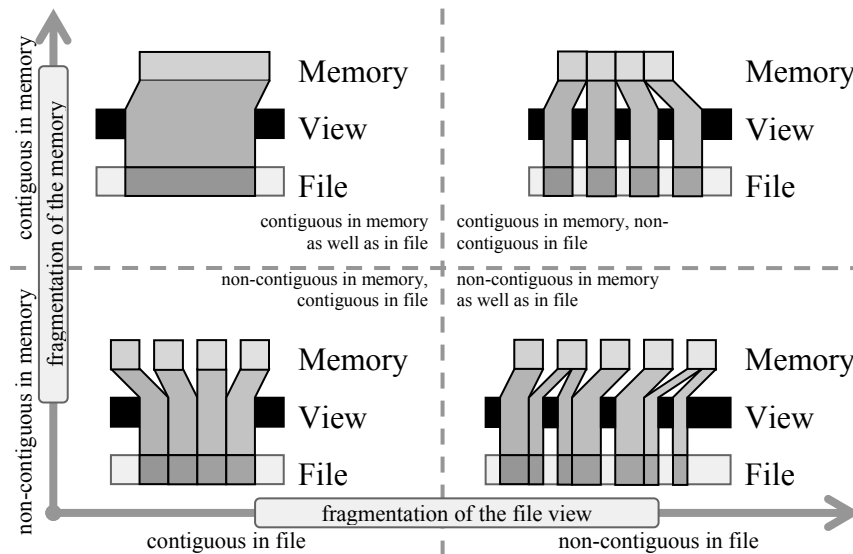 contiguous in memory
fragmentation of the memory
non-contiguous in memory
Memory
View
File
contiguous in memory
as well as in file
Memory
View
File
contiguous in memory, non-
contiguous in file
non-contiguous in memory,
contiguous in file
Memory
View
File
non-contiguous in memory
as well as in file
Memory
View
File
fragmentation of the file view
contiguous in file
non-contiguous in file